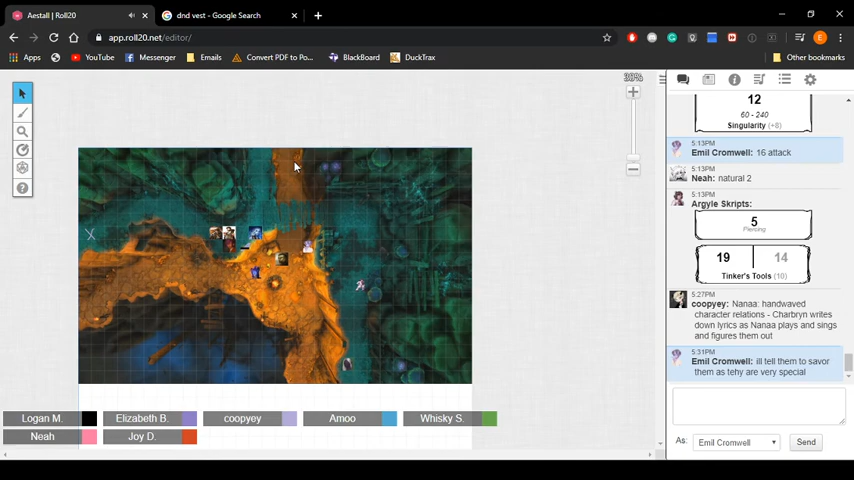 Aestall | Roll20
dnd vest - Google Search
app.roll20.net/editor/
E
Apps
YouTube
Messenger
Emails
Convert PDF to Po...
BlackBoard
DuckTrax
Other bookmarks
30%
12
60 - 240
Singularity (+8)
5:13PM
Emil Cromwell: 16 attack
5:13PM
Neah: natural 2
5:13PM
Argyle Skripts:
5
Piercing
19 14
Tinker's Tools (10)
5:27PM
coopyey: Nanaa: handwaved
character relations - Charbryn writes
down lyrics as Nanaa plays and sings
and figures them out
5:31PM
Emil Cromwell: ill tell them to savor
them as tehy are very special
X
Logan M. Elizabeth B. coopyey Amoo Whisky S.
Neah Joy D.
As: Emil Cromwell Send